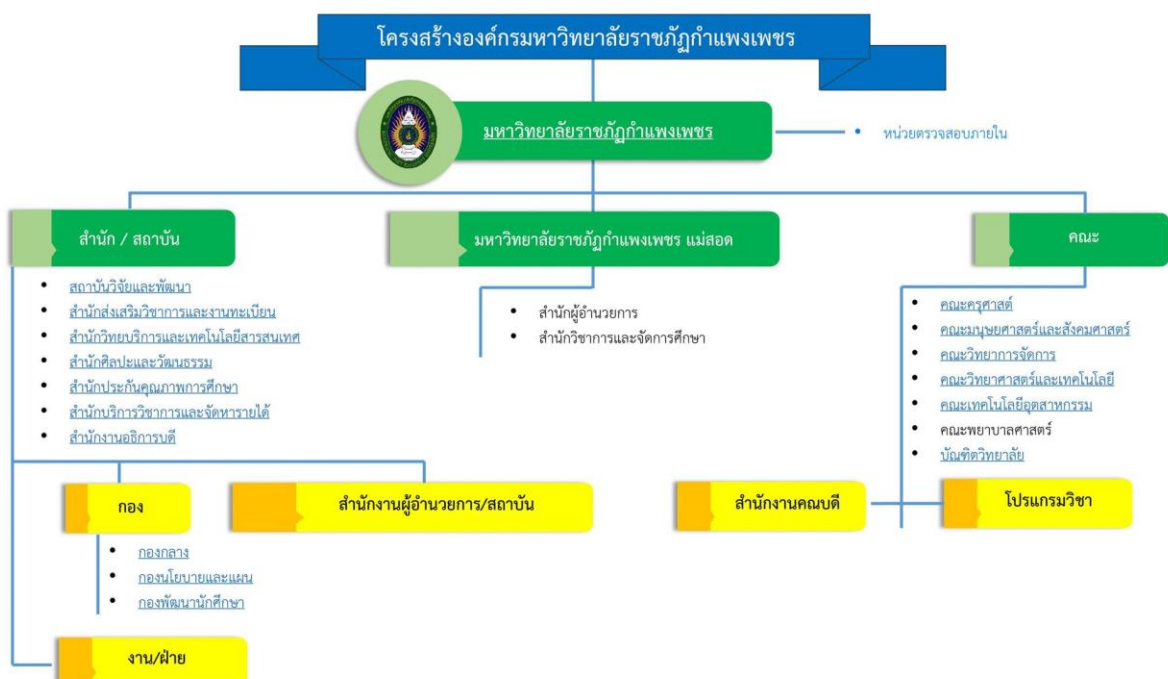 โครงสร้างองค์กรมหาวิทยาลัยราชภัฏกำแพงเพชร
มหาวิทยาลัยราชภัฏกำแพงเพชร
• หน่วยตรวจสอบภายใน
สำนัก / สถาบัน
• สถาบันวิจัยและพัฒนา
• สำนักส่งเสริมวิชาการและงานทะเบียน
• สำนักวิทยบริการและเทคโนโลยีสารสนเทศ
• สำนักศิลปะและวัฒนธรรม
• สำนักประกันคุณภาพการศึกษา
• สำนักบริการวิชาการและจัดหารายได้
• สำนักงานอธิการบดี
กอง
• กองกลาง
• กองนโยบายและแผน
• กองพัฒนานักศึกษา
สำนักงานผู้อำนวยการ/สถาบัน
งาน/ฝ่าย
มหาวิทยาลัยราชภัฏกำแพงเพชร แม่สอด
• สำนักผู้อำนวยการ
• สำนักวิชาการและจัดการศึกษา
คณะ
• คณะครุศาสตร์
• คณะมนุษยศาสตร์และสังคมศาสตร์
• คณะวิทยาการจัดการ
• คณะวิทยาศาสตร์และเทคโนโลยี
• คณะเทคโนโลยีอุตสาหกรรม
• คณะพยาบาลศาสตร์
• บัณฑิตวิทยาลัย
สำนักงานคณบดี
โปรแกรมวิชา